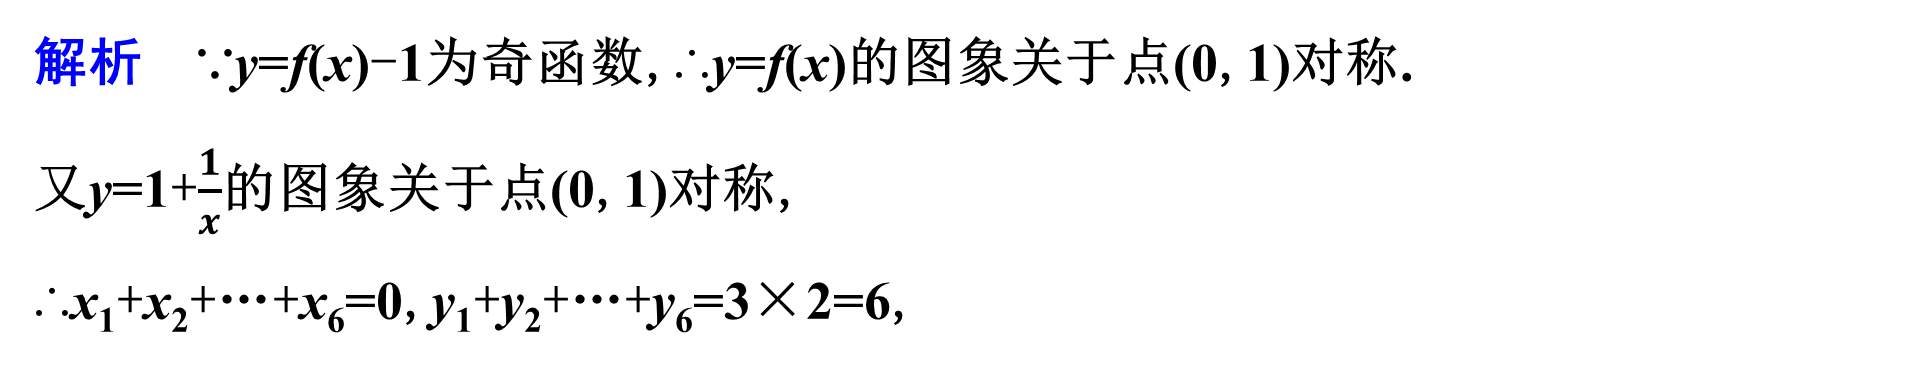 解析 ∵y=f(x)−1为奇函数,∴y=f(x)的图象关于点(0, 1)对称.
又y=1+\frac{1}{x}的图象关于点(0, 1)对称,
∴x₁+x₂+⋯+x₆=0, y₁+y₂+⋯+y₆=3×2=6,